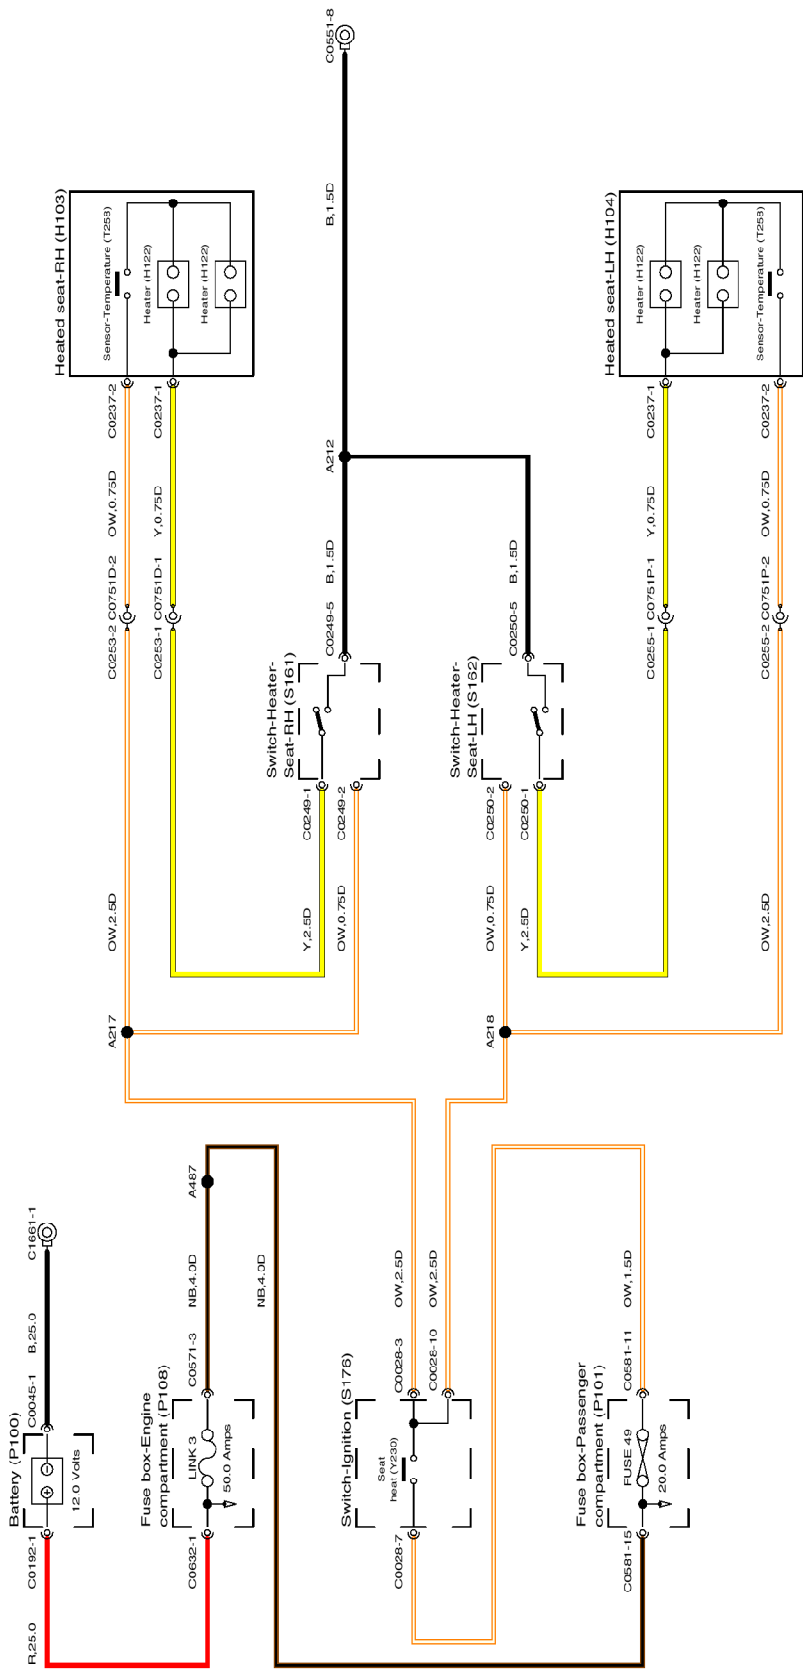 Battery (P100)
R,25.0
C0192-1
C0045-1
B,25.0
C1661-1
12.0 Volts
Heated seat-RH (H103)
Sensor-Temperature (T258)
Heater (H122)
Heater (H122)
OW,2.5D
C0253-2
C0751D-2
OW,0.75D
C0237-2
A217
C0253-1
C0751D-1
Y,0.75D
C0237-1
Fuse box-Engine
compartment (P108)
C0632-1
LINK 3
50.0 Amps
C0571-3
NB,4.0D
A487
NB,4.0D
Switch-Heater-
Seat-RH (S161)
Y,2.5D
C0249-1
OW,0.75D
C0249-2
C0249-5
B,1.5D
A212
B,1.5D
C0551-8
Switch-Ignition (S176)
C0028-7
Seat
heat (Y230)
C0028-3
OW,2.5D
C0028-10
OW,2.5D
Switch-Heater-
Seat-LH (S162)
A218
OW,0.75D
C0250-2
Y,2.5D
C0250-1
C0250-5
B,1.5D
Fuse box-Passenger
compartment (P101)
C0581-15
FUSE 49
20.0 Amps
C0581-11
OW,1.5D
Heated seat-LH (H104)
Heater (H122)
Heater (H122)
Sensor-Temperature (T258)
C0255-1
C0751P-1
Y,0.75D
C0237-1
OW,2.5D
C0255-2
C0751P-2
OW,0.75D
C0237-2